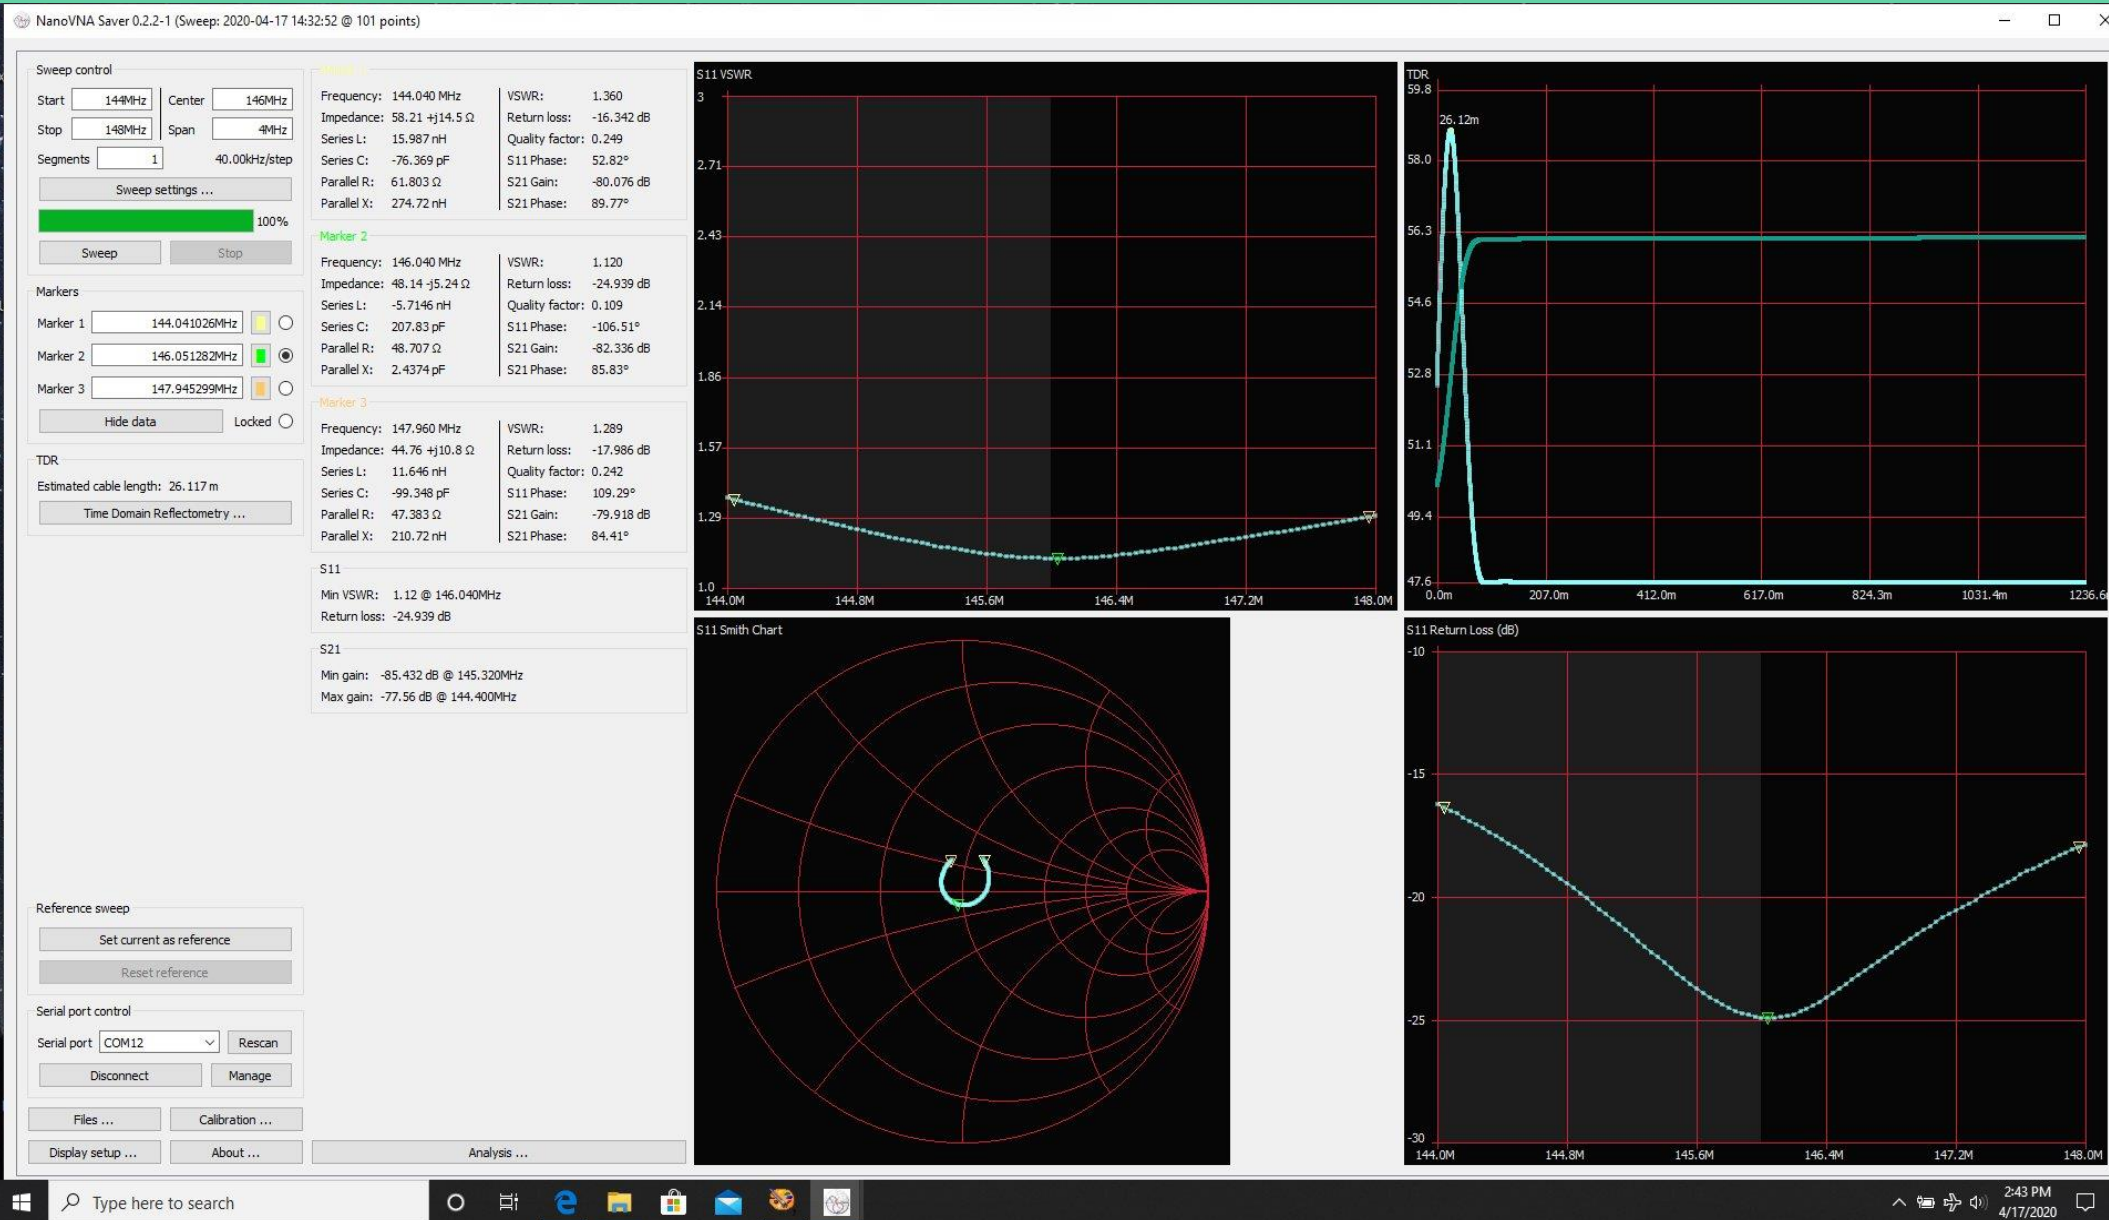 NanoVNA Saver 0.2.2-1 (Sweep: 2020-04-17 14:32:52 @ 101 points)
Sweep control
Start 144MHz Center 146MHz
Stop 148MHz Span 4MHz
Segments 1 40.00kHz/step
Sweep settings ...
100%
Sweep Stop
Markers
Marker 1 144.041026MHz
Marker 2 146.051282MHz
Marker 3 147.945299MHz
Hide data Locked
TDR
Estimated cable length: 26.117 m
Time Domain Reflectometry ...
Reference sweep
Set current as reference
Reset reference
Serial port control
Serial port COM12 Rescan
Disconnect Manage
Files ... Calibration ...
Display setup ... About ...
Marker 1
Frequency: 144.040 MHz VSWR: 1.360
Impedance: 58.21 +j14.5 Ω Return loss: -16.342 dB
Series L: 15.987 nH Quality factor: 0.249
Series C: -76.369 pF S11 Phase: 52.82°
Parallel R: 61.803 Ω S21 Gain: -80.076 dB
Parallel X: 274.72 nH S21 Phase: 89.77°
Marker 2
Frequency: 146.040 MHz VSWR: 1.120
Impedance: 48.14 -j5.24 Ω Return loss: -24.939 dB
Series L: -5.7146 nH Quality factor: 0.109
Series C: 207.83 pF S11 Phase: -106.51°
Parallel R: 48.707 Ω S21 Gain: -82.336 dB
Parallel X: 2.4374 pF S21 Phase: 85.83°
Marker 3
Frequency: 147.960 MHz VSWR: 1.289
Impedance: 44.76 +j10.8 Ω Return loss: -17.986 dB
Series L: 11.646 nH Quality factor: 0.242
Series C: -99.348 pF S11 Phase: 109.29°
Parallel R: 47.383 Ω S21 Gain: -79.918 dB
Parallel X: 210.72 nH S21 Phase: 84.41°
S11
Min VSWR: 1.12 @ 146.040MHz
Return loss: -24.939 dB
S21
Min gain: -85.432 dB @ 145.320MHz
Max gain: -77.56 dB @ 144.400MHz
Analysis ...
S11 VSWR
3
2.71
2.43
2.14
1.86
1.57
1.29
1.0
144.0M 144.8M 145.6M 146.4M 147.2M 148.0M
TDR
59.8
26.12m
58.0
56.3
54.6
52.8
51.1
49.4
47.6
0.0m 207.0m 412.0m 617.0m 824.3m 1031.4m 1236.6
S11 Smith Chart
S11 Return Loss (dB)
-10
-15
-20
-25
-30
144.0M 144.8M 145.6M 146.4M 147.2M 148.0M
Type here to search
2:43 PM
4/17/2020